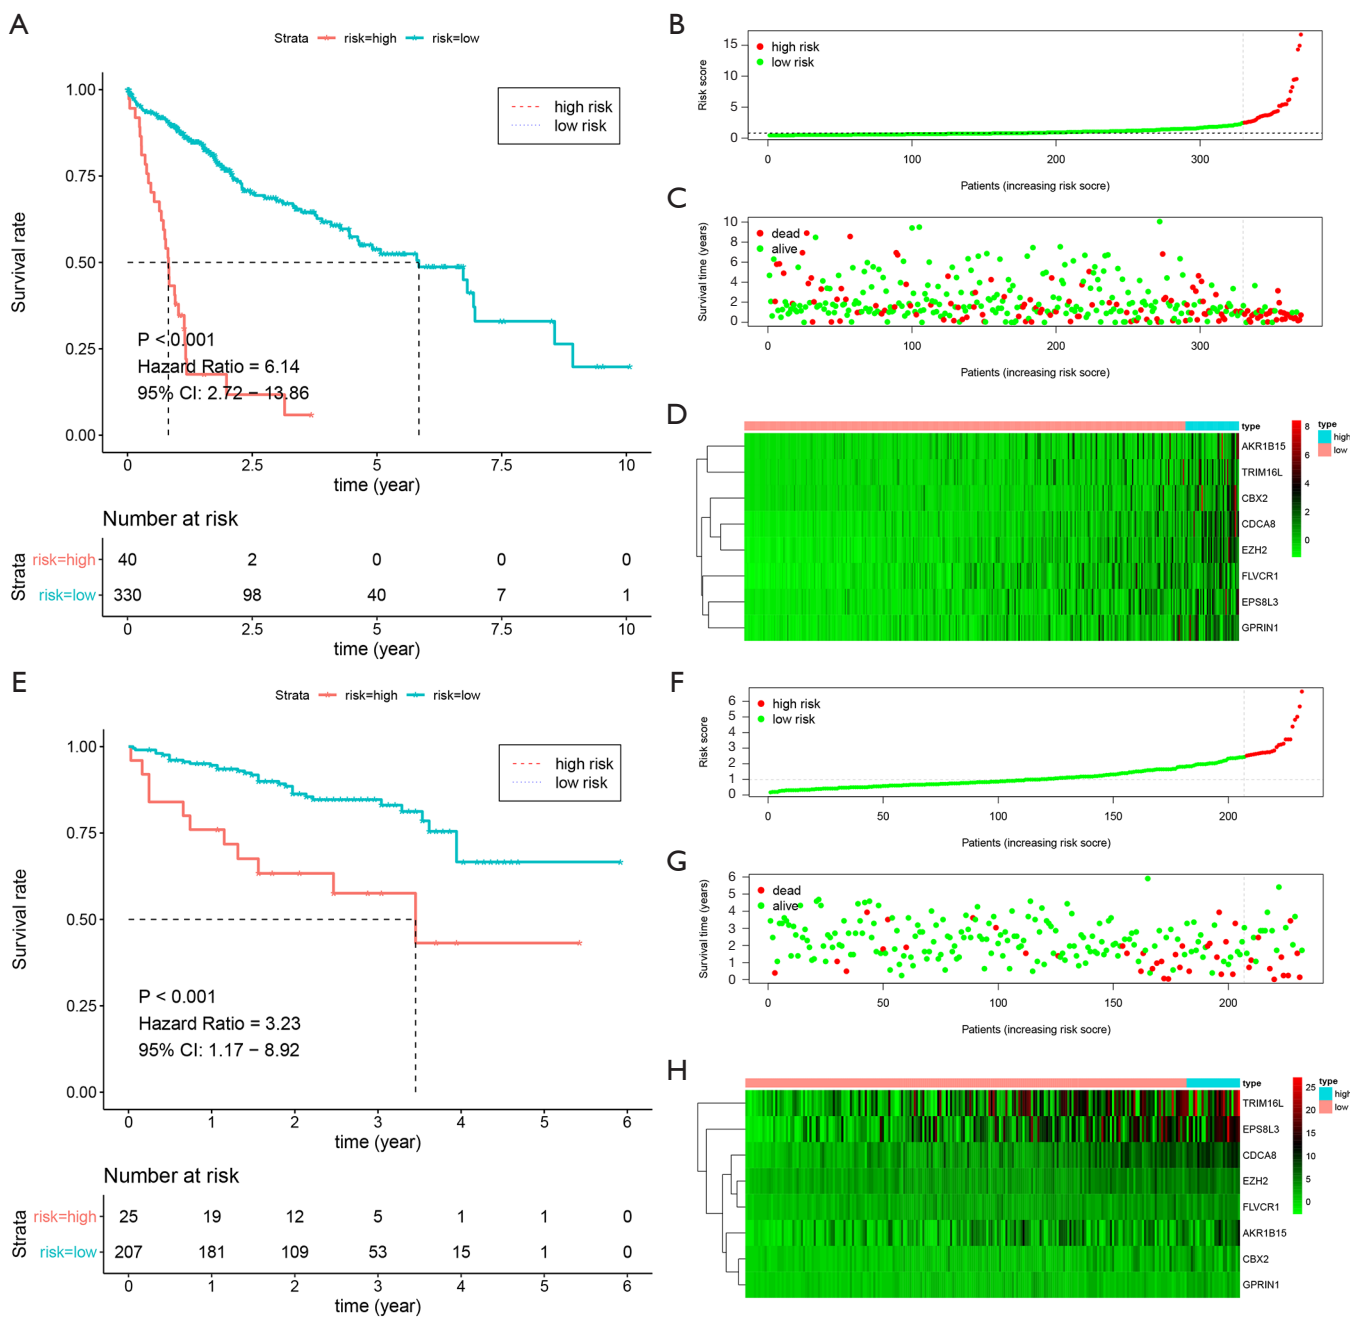 A
Strata risk=high risk=low
high risk
low risk
1.00
0.75
0.50
0.25
0.00
Survival rate
P < 0.001
Hazard Ratio = 6.14
95% CI: 2.72 − 13.86
0 2.5 5 7.5 10
time (year)
Number at risk
Strata
risk=high 40 2 0 0 0
risk=low 330 98 40 7 1
0 2.5 5 7.5 10
time (year)
B
high risk
low risk
Risk score
15
10
5
0
0 100 200 300
Patients (increasing risk socre)
C
dead
alive
Survival time (years)
10
8
6
4
2
0
0 100 200 300
Patients (increasing risk socre)
D
type
AKR1B15
TRIM16L
CBX2
CDCA8
EZH2
FLVCR1
EPS8L3
GPRIN1
8
6
4
2
0
type
high
low
E
Strata risk=high risk=low
high risk
low risk
1.00
0.75
0.50
0.25
0.00
Survival rate
P < 0.001
Hazard Ratio = 3.23
95% CI: 1.17 − 8.92
0 1 2 3 4 5 6
time (year)
Number at risk
Strata
risk=high 25 19 12 5 1 1 0
risk=low 207 181 109 53 15 1 0
0 1 2 3 4 5 6
time (year)
F
high risk
low risk
Risk score
6
5
4
3
2
1
0
0 50 100 150 200
Patients (increasing risk socre)
G
dead
alive
Survival time (years)
6
5
4
3
2
1
0
0 50 100 150 200
Patients (increasing risk socre)
H
type
TRIM16L
EPS8L3
CDCA8
EZH2
FLVCR1
AKR1B15
CBX2
GPRIN1
25
20
15
10
5
0
type
high
low